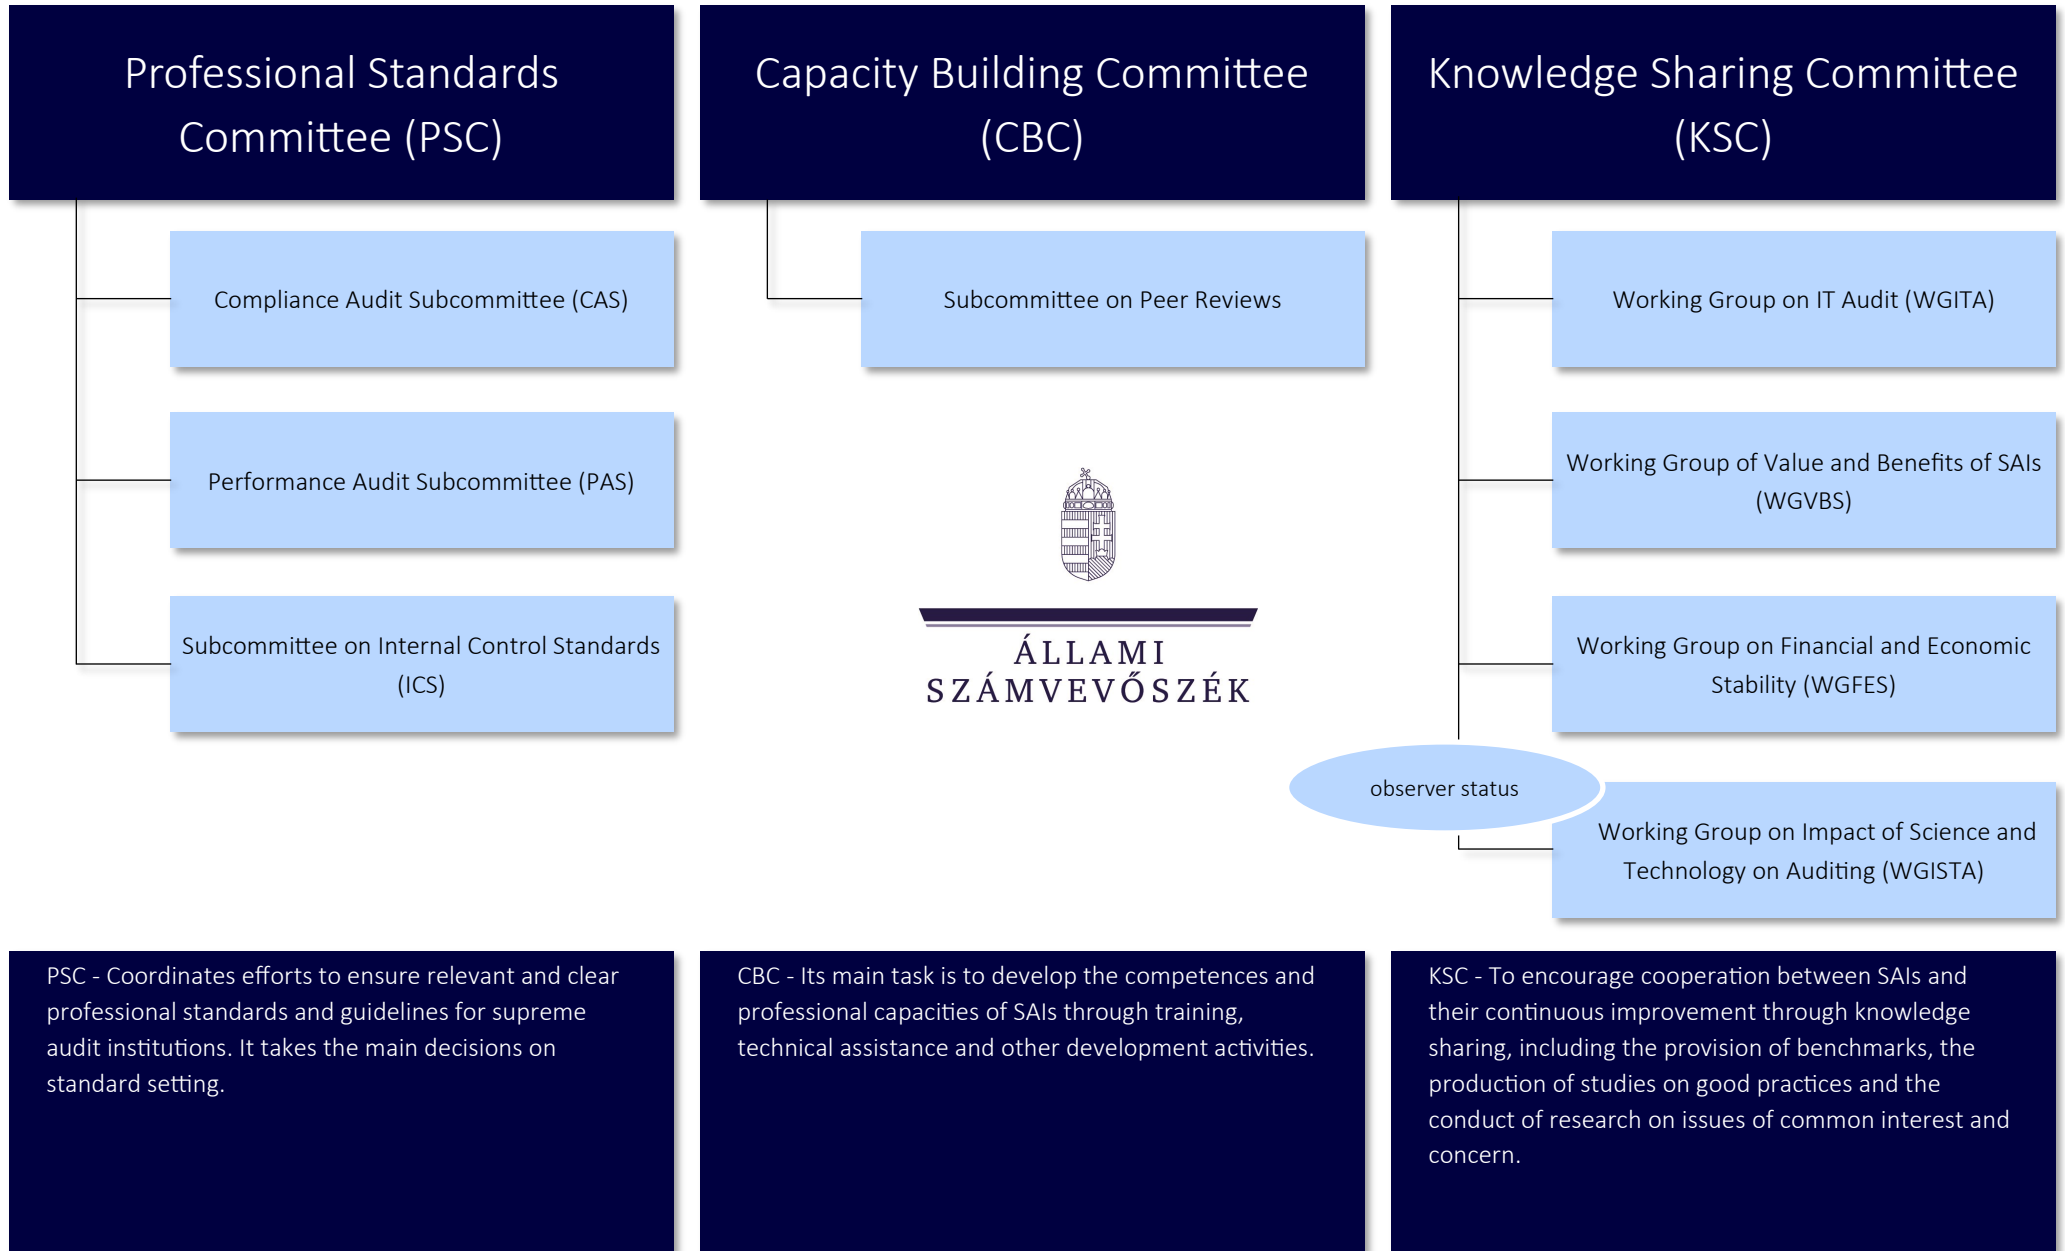 Professional Standards
Committee (PSC)
Compliance Audit Subcommittee (CAS)
Performance Audit Subcommittee (PAS)
Subcommittee on Internal Control Standards
(ICS)
Capacity Building Committee
(CBC)
Subcommittee on Peer Reviews
ÁLLAMI
SZÁMVEVŐSZÉK
Knowledge Sharing Committee
(KSC)
Working Group on IT Audit (WGITA)
Working Group of Value and Benefits of SAIs
(WGVBS)
Working Group on Financial and Economic
Stability (WGFES)
observer status
Working Group on Impact of Science and
Technology on Auditing (WGISTA)
PSC - Coordinates efforts to ensure relevant and clear
professional standards and guidelines for supreme
audit institutions. It takes the main decisions on
standard setting.
CBC - Its main task is to develop the competences and
professional capacities of SAIs through training,
technical assistance and other development activities.
KSC - To encourage cooperation between SAIs and
their continuous improvement through knowledge
sharing, including the provision of benchmarks, the
production of studies on good practices and the
conduct of research on issues of common interest and
concern.